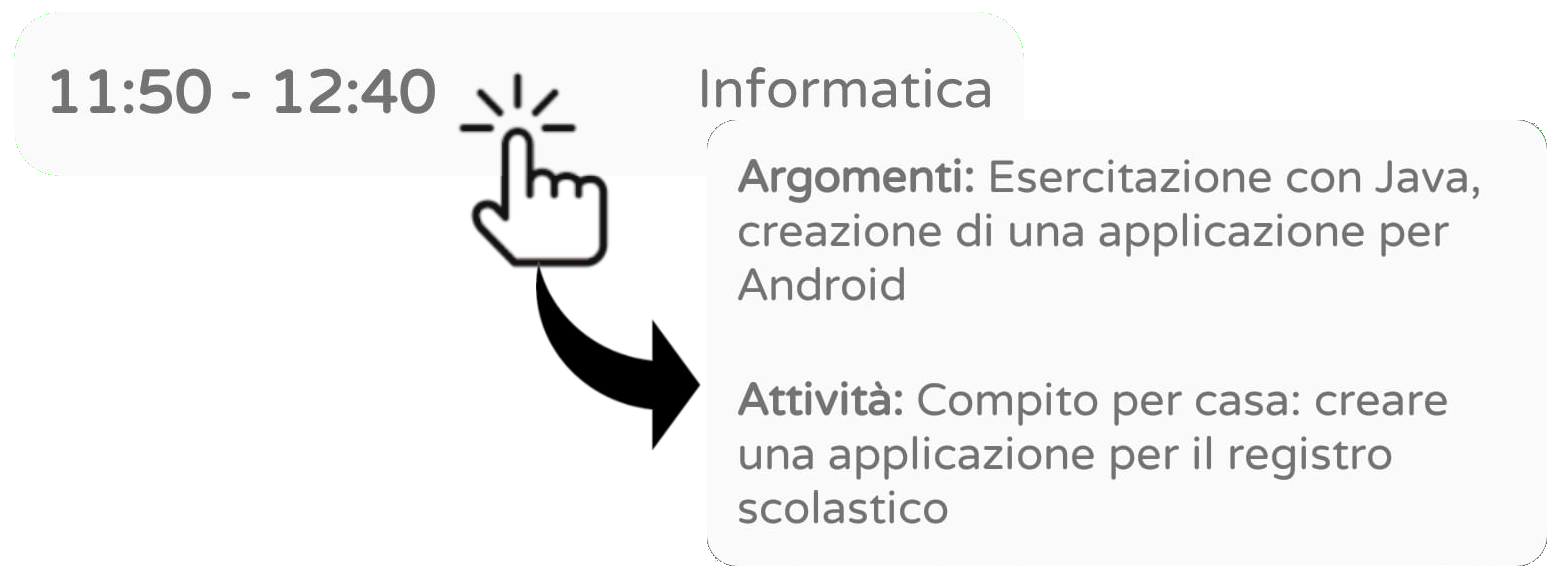 11:50 - 12:40
Informatica
Argomenti: Esercitazione con Java,
creazione di una applicazione per
Android
Attività: Compito per casa: creare
una applicazione per il registro
scolastico